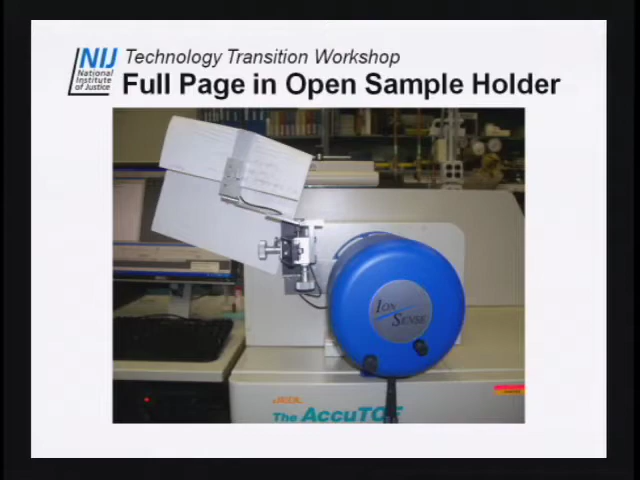 NIJ
National
Institute
of Justice
Technology Transition Workshop
Full Page in Open Sample Holder
ION
SENSE
JEOL
The AccuTOF